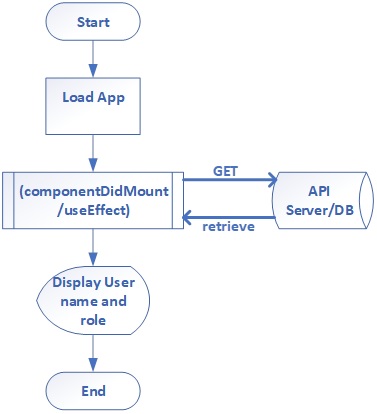 Start
Load App
(componentDidMount
/useEffect)
GET
retrieve
API
Server/DB
Display User
name and
role
End